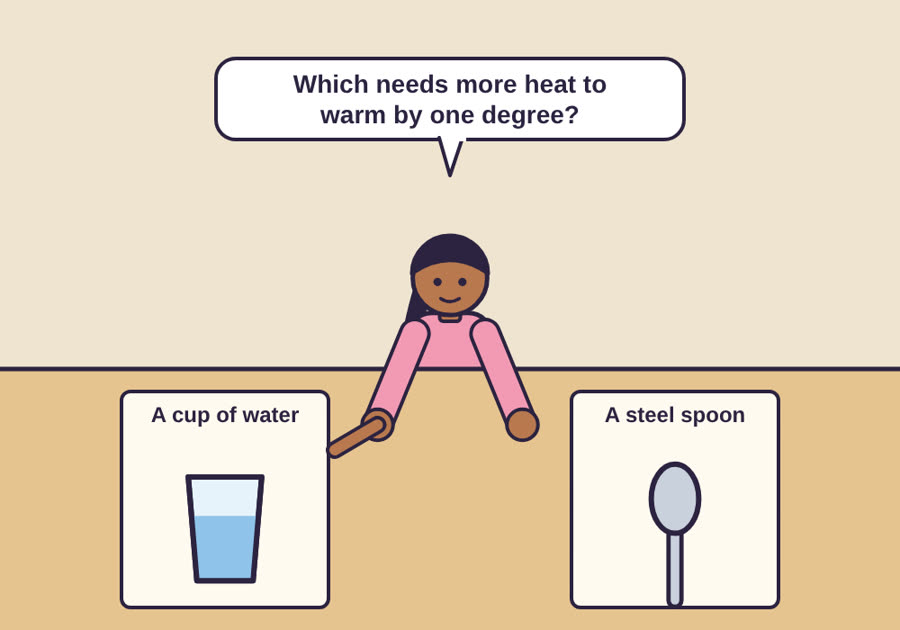 Which needs more heat to
warm by one degree?
A cup of water
A steel spoon